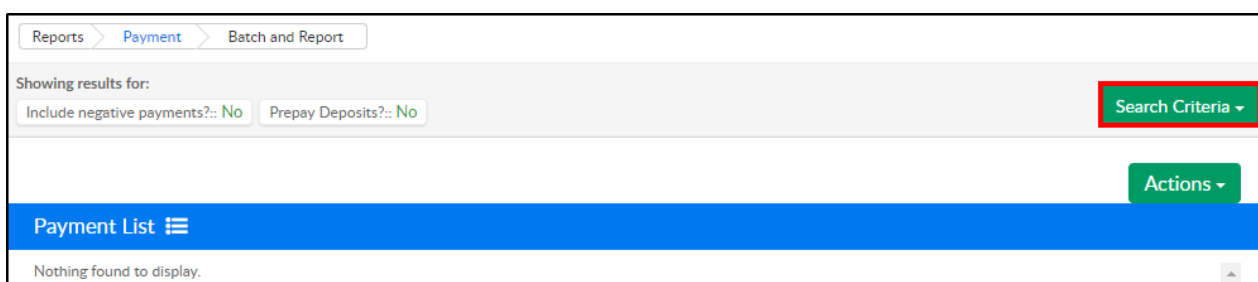 Reports Payment Batch and Report
Showing results for:
Include negative payments?:: No Prepay Deposits?:: No
Search Criteria
Actions
Payment List
Nothing found to display.